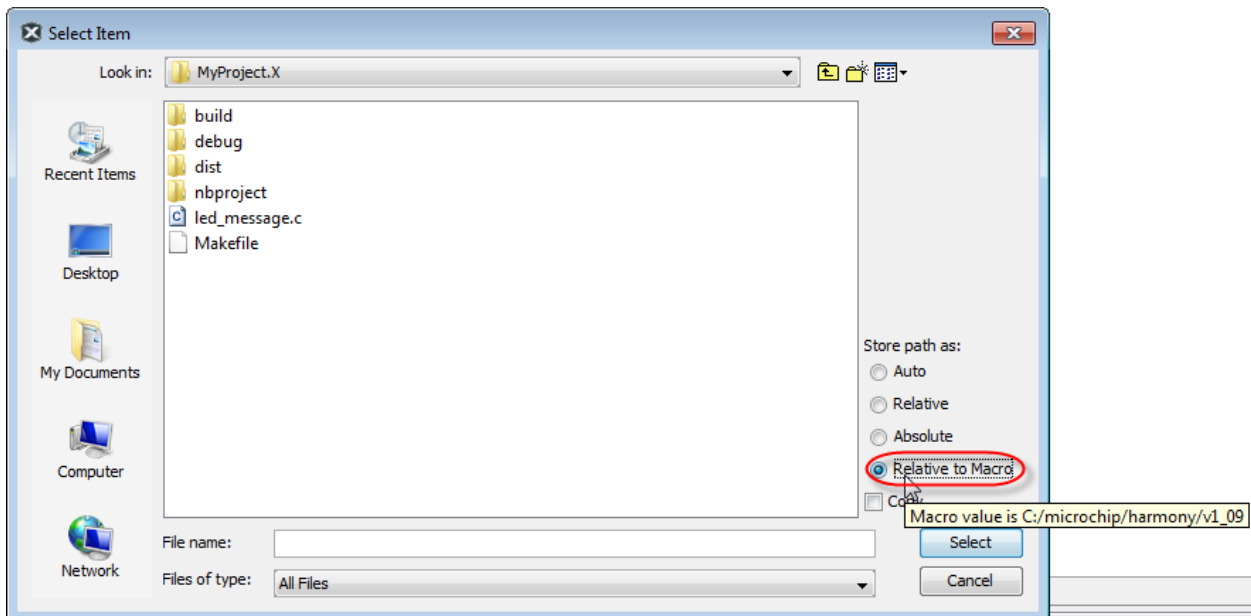 Select Item
Look in:
MyProject.X
build
debug
dist
nbproject
led_message.c
Makefile
Recent Items
Desktop
My Documents
Computer
Network
Store path as:
Auto
Relative
Absolute
Relative to Macro
Macro value is C:/microchip/harmony/v1_09
File name:
Select
Files of type:
All Files
Cancel